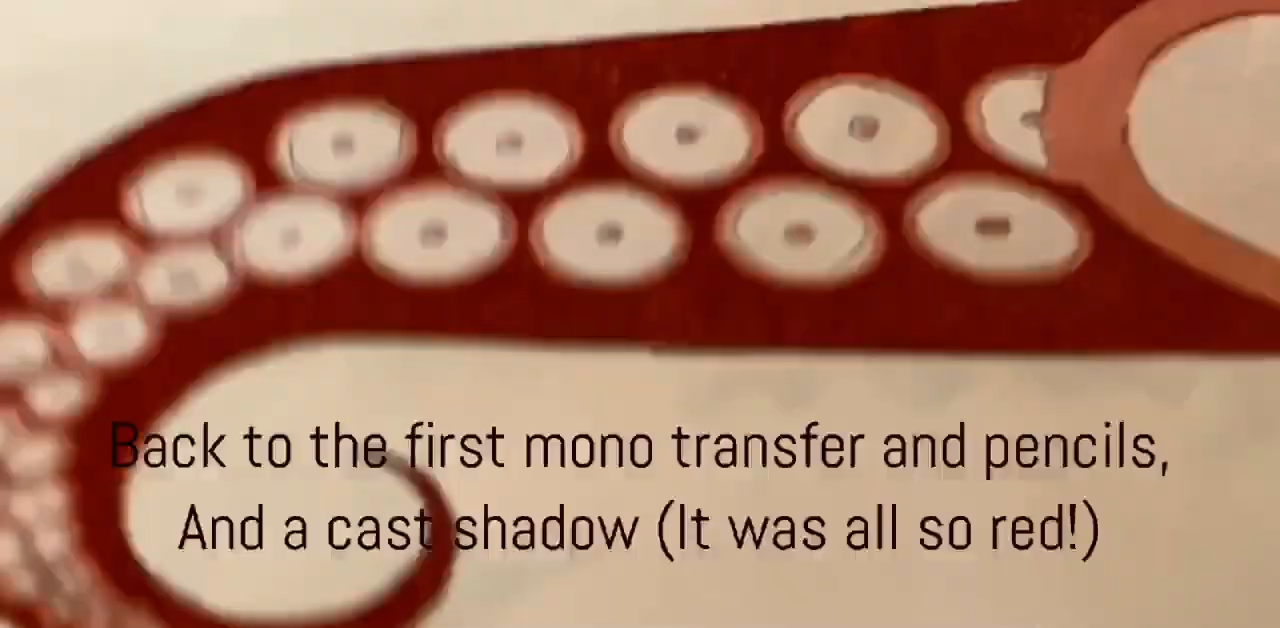 Back to the first mono transfer and pencils,
And a cast shadow (It was all so red!)